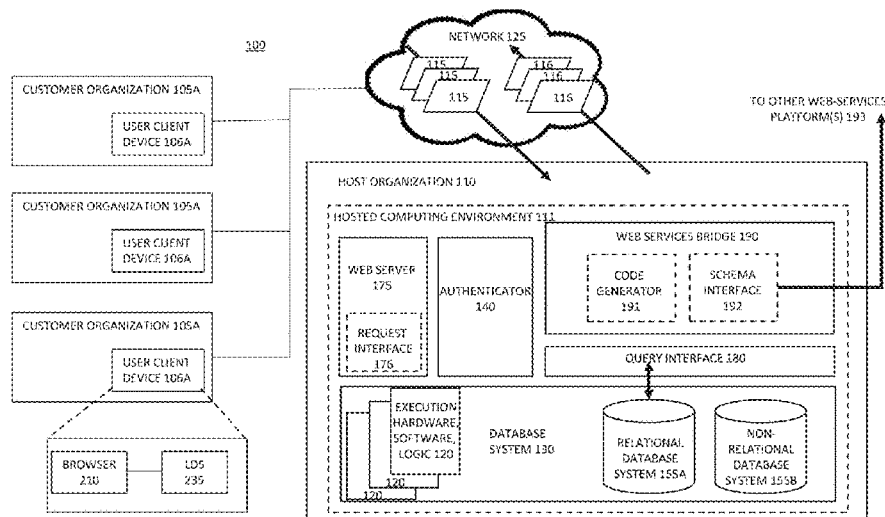 100
NETWORK 125
115
115
115
116
116
116
TO OTHER WEB-SERVICES
PLATFORM(S) 193
CUSTOMER ORGANIZATION 105A
USER CLIENT
DEVICE 106A
CUSTOMER ORGANIZATION 105A
USER CLIENT
DEVICE 106A
CUSTOMER ORGANIZATION 105A
USER CLIENT
DEVICE 106A
BROWSER
210
LDS
235
HOST ORGANIZATION 110
HOSTED COMPUTING ENVIRONMENT 111
WEB SERVER
175
REQUEST
INTERFACE
176
AUTHENTICATOR
140
WEB SERVICES BRIDGE 190
CODE
GENERATOR
191
SCHEMA
INTERFACE
192
QUERY INTERFACE 180
EXECUTION
HARDWARE,
SOFTWARE,
LOGIC 120
120
120
DATABASE
SYSTEM 130
RELATIONAL
DATABASE
SYSTEM 155A
NON-
RELATIONAL
DATABASE
SYSTEM 155B